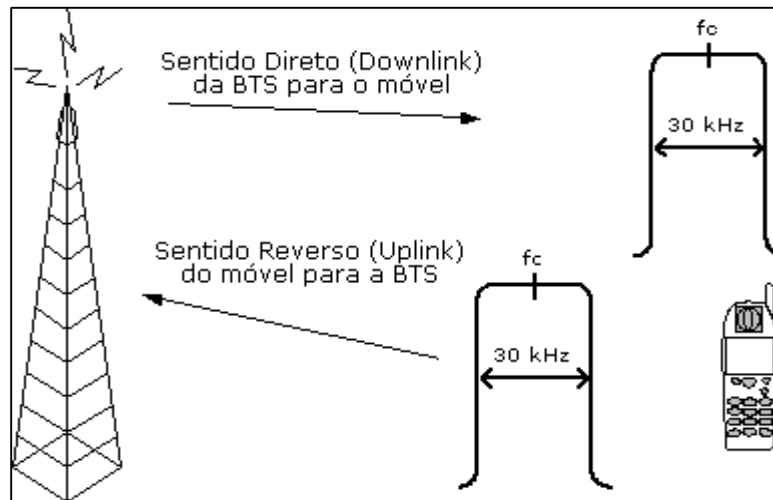 fc
Sentido Direto (Downlink)
da BTS para o móvel
30 kHz
Sentido Reverso (Uplink)
do móvel para a BTS
fc
30 kHz